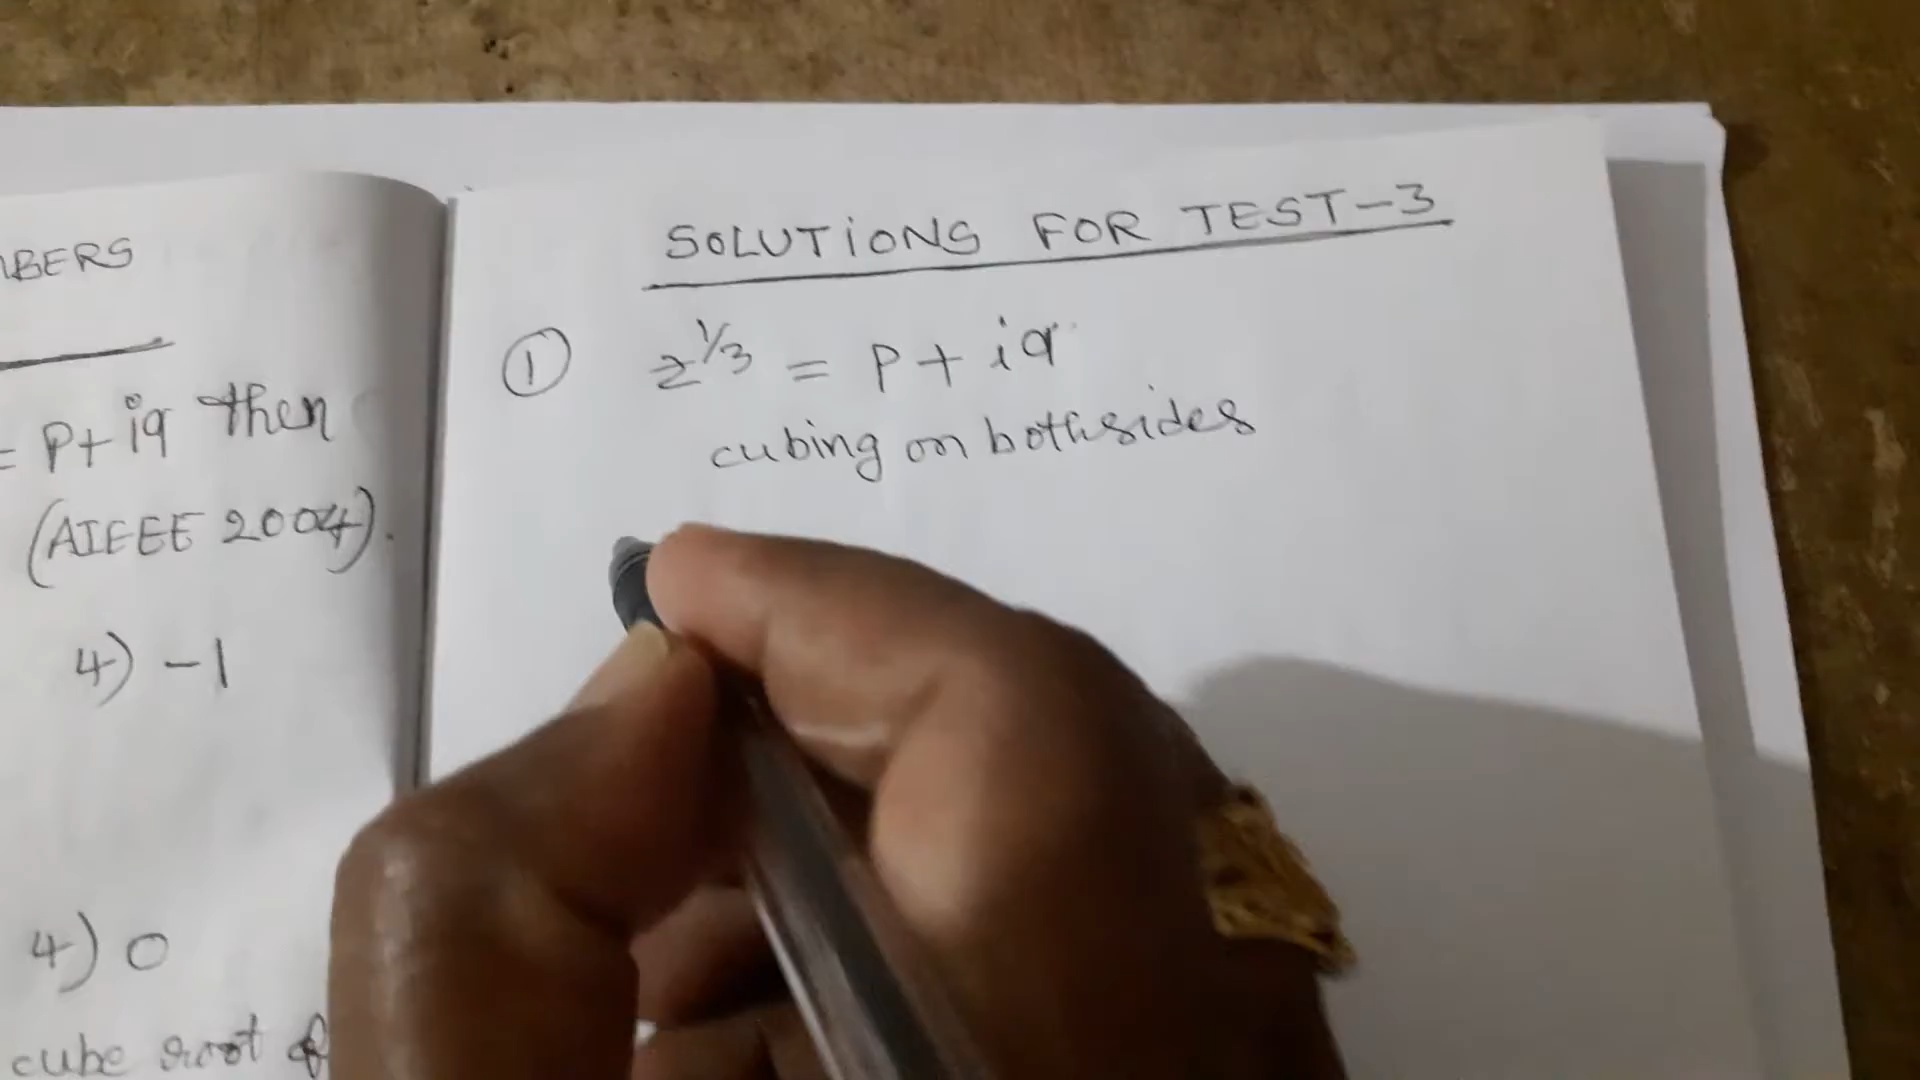 BERS
= p+iq then
(AIEEE 2004).
4) -1
4) 0
cube root of
SOLUTIONS FOR TEST-3
① z^1/3 = p + iq
cubing on bothsides